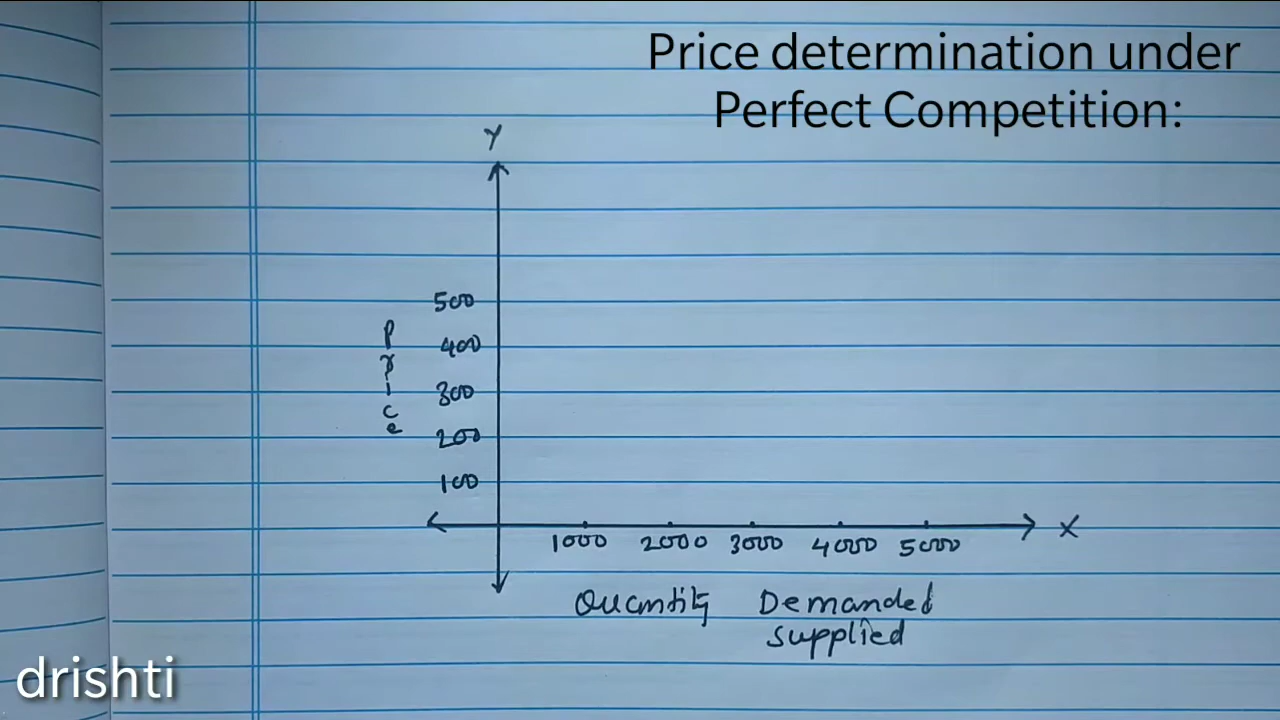 Price determination under
Perfect Competition:
Y
500
400
300
200
100
Price
X
1000 2000 3000 4000 5000
Quantity Demanded
supplied
drishti